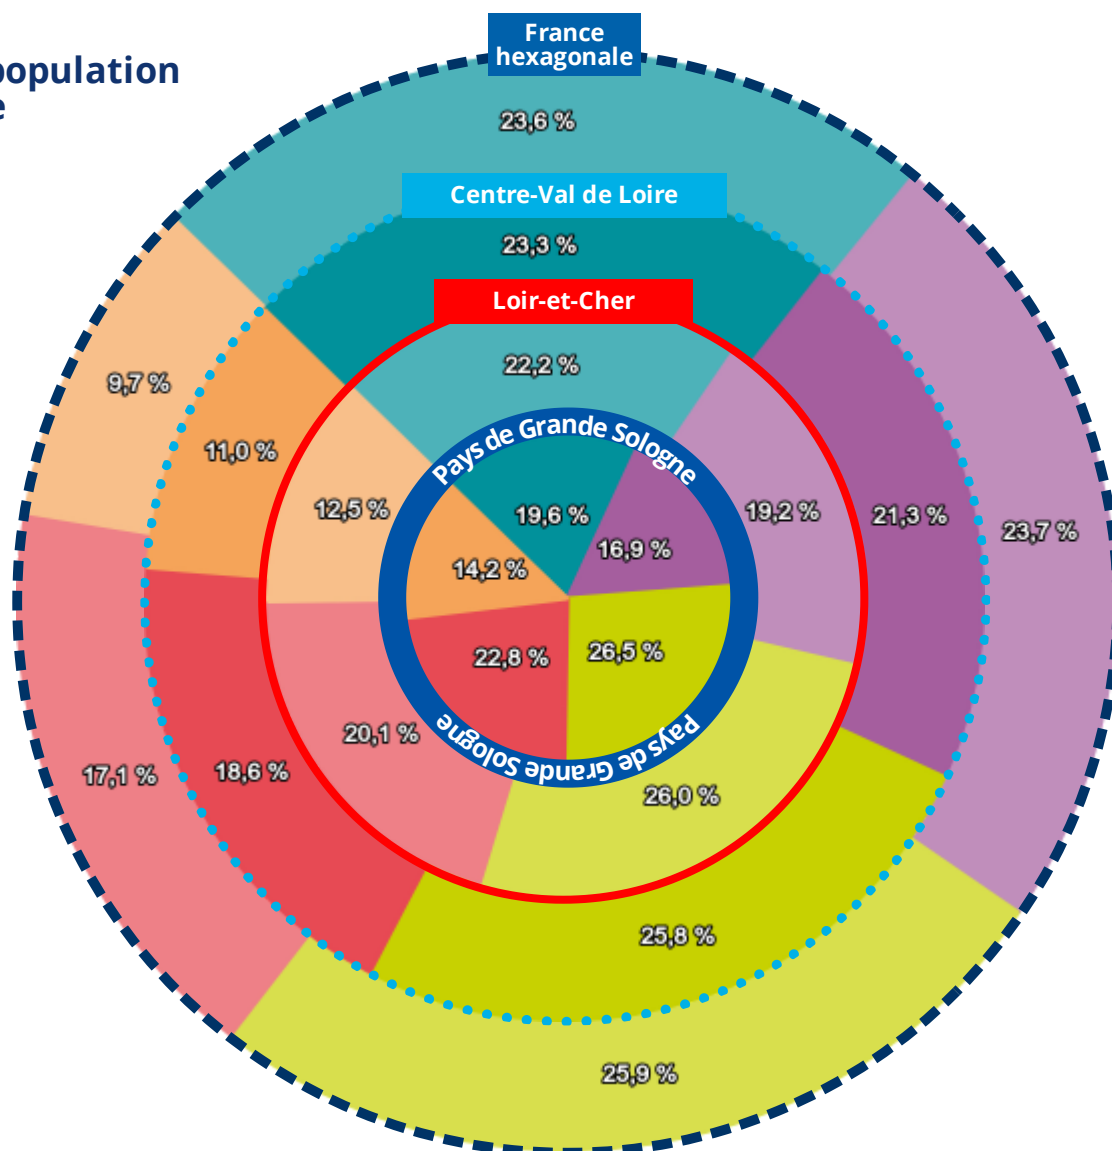 France
hexagonale
population
e
23,6 %
Centre-Val de Loire
23,3 %
Loir-et-Cher
22,2 %
9,7 %
Pays de Grande Sologne
11,0 %
12,5 %
19,6 %
19,2 %
21,3 %
23,7 %
16,9 %
14,2 %
22,8 %
26,5 %
20,1 %
Pays de Grande Sologne
18,6 %
17,1 %
26,0 %
25,8 %
25,9 %